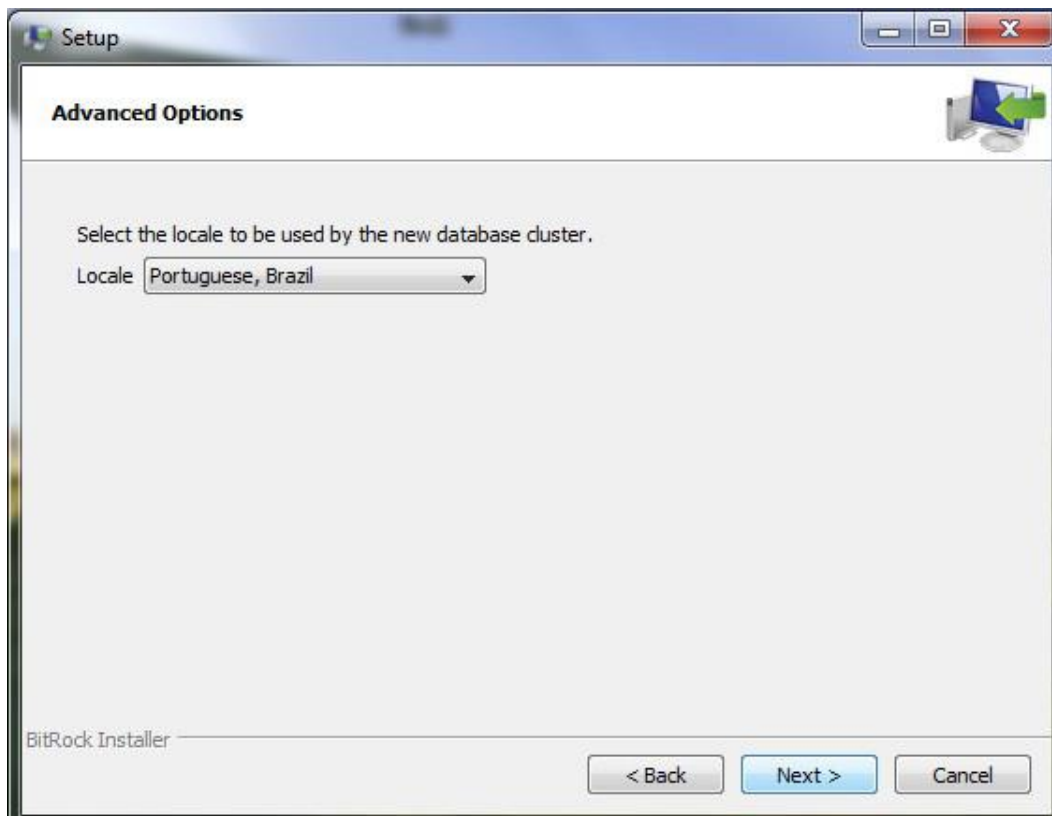 Setup
Advanced Options
Select the locale to be used by the new database cluster.
Locale Portuguese, Brazil
BitRock Installer
< Back Next > Cancel